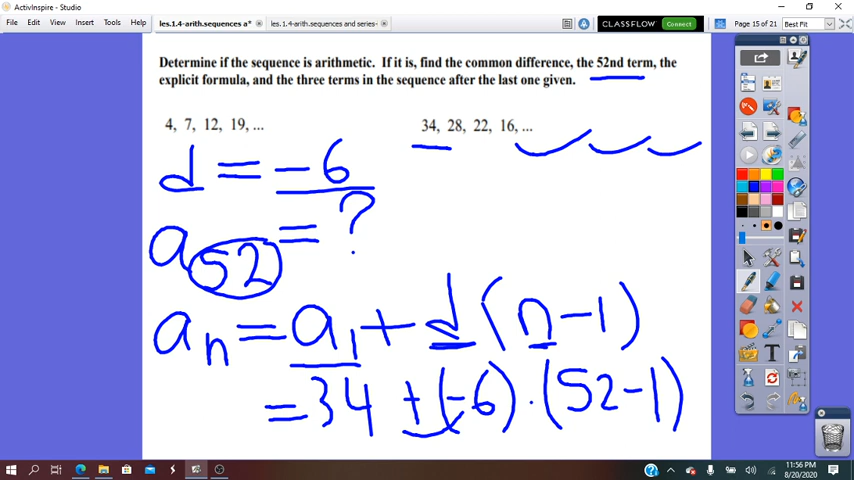 ActivInspire - Studio
File Edit View Insert Tools Help
les.1.4-arith.sequences a*
les.1.4-arith.sequences and series-
CLASSFLOW Connect
Page 15 of 21
Best Fit
Determine if the sequence is arithmetic. If it is, find the common difference, the 52nd term, the
explicit formula, and the three terms in the sequence after the last one given.
4, 7, 12, 19, ...
34, 28, 22, 16, ...
d = -6
a52 = ?
an = a1 + d(n-1)
= 34 + (-6) · (52-1)
11:56 PM
8/20/2020